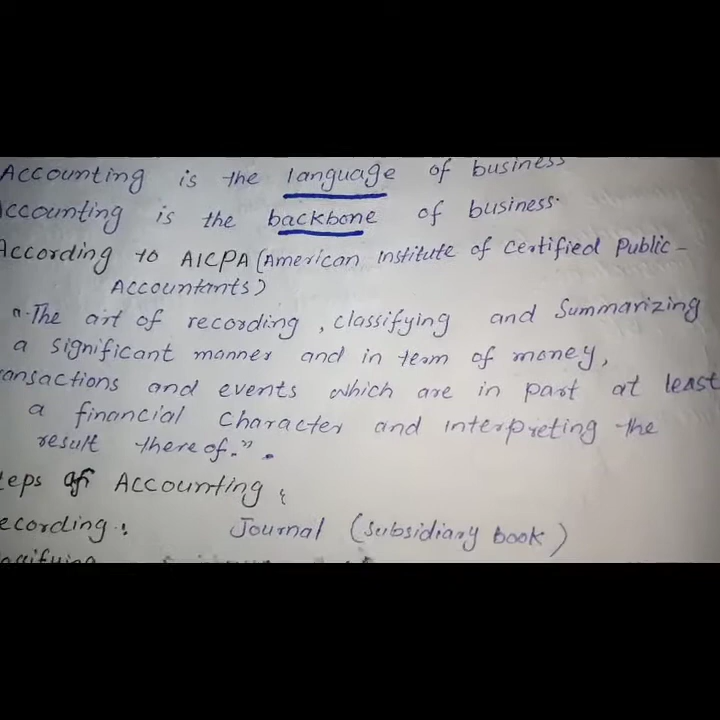 Accounting is the language of business
Accounting is the backbone of business.
According to AICPA (American Institute of Certified Public-
Accountants)
"The art of recording, classifying and Summarizing
a significant manner and in term of money,
ansactions and events which are in part at least
a financial character and interpreting the
result thereof.".
eps of Accounting :
ecording : Journal (subsidiary book)